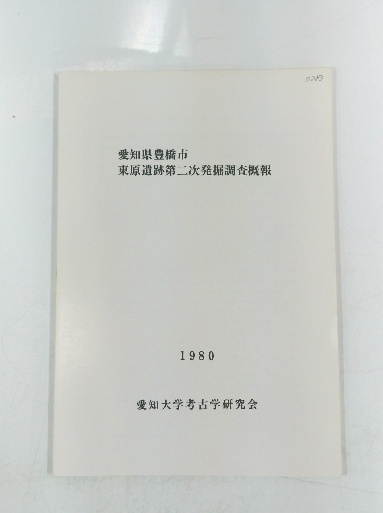 愛知県豊橋市
東原遺跡第二次発掘調査概報
1980
愛知大学考古学研究会